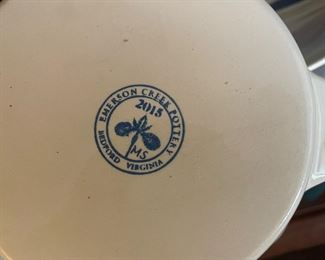 EMERSON CREEK POTTERY
2015
MS
BEDFORD VIRGINIA